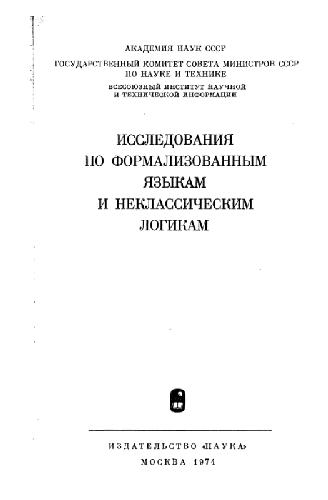 АКАДЕМИЯ НАУК СССР
ГОСУДАРСТВЕННЫЙ КОМИТЕТ СОВЕТА МИНИСТРОВ СССР
ПО НАУКЕ И ТЕХНИКЕ
ВСЕСОЮЗНЫЙ ИНСТИТУТ НАУЧНОЙ
И ТЕХНИЧЕСКОЙ ИНФОРМАЦИИ
ИССЛЕДОВАНИЯ
ПО ФОРМАЛИЗОВАННЫМ
ЯЗЫКАМ
И НЕКЛАССИЧЕСКИМ
ЛОГИКАМ
ИЗДАТЕЛЬСТВО «НАУКА»
МОСКВА 1974